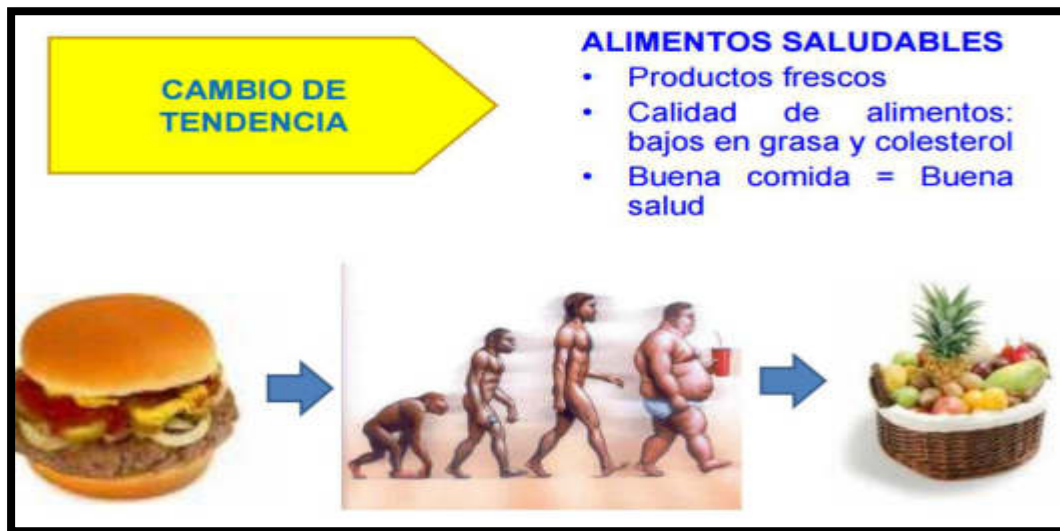 CAMBIO DE
TENDENCIA
ALIMENTOS SALUDABLES
• Productos frescos
• Calidad de alimentos:
bajos en grasa y colesterol
• Buena comida = Buena
salud